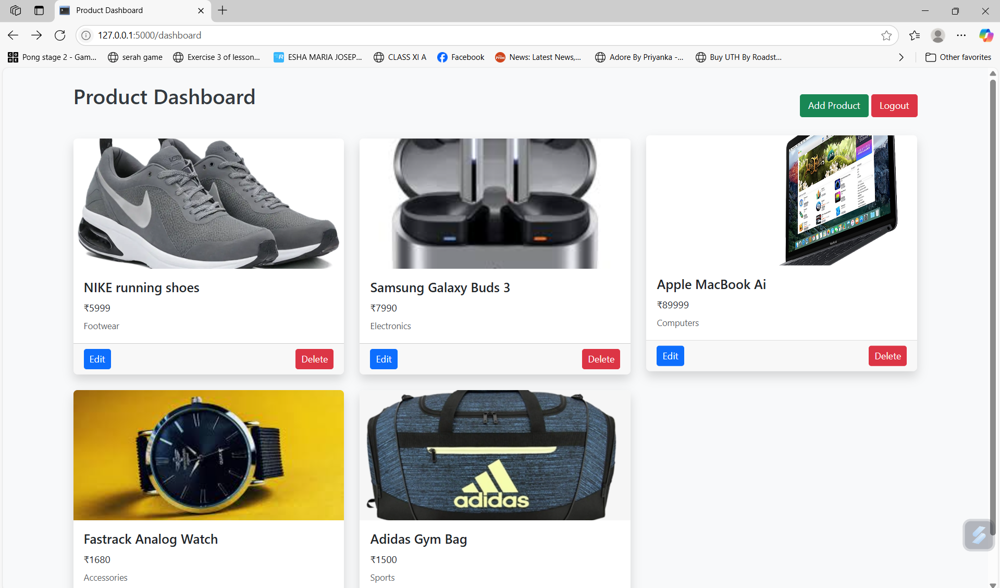 Product Dashboard
127.0.0.1:5000/dashboard
Pong stage 2 - Gam...
serah game
Exercise 3 of lesson...
ESHA MARIA JOSEP...
CLASS XI A
Facebook
News: Latest News,...
Adore By Priyanka -...
Buy UTH By Roadst...
Other favorites
Product Dashboard
Add Product
Logout
NIKE running shoes
₹5999
Footwear
Edit
Delete
Samsung Galaxy Buds 3
₹7990
Electronics
Edit
Delete
Apple MacBook Ai
₹89999
Computers
Edit
Delete
adidas
Fastrack Analog Watch
₹1680
Accessories
Adidas Gym Bag
₹1500
Sports